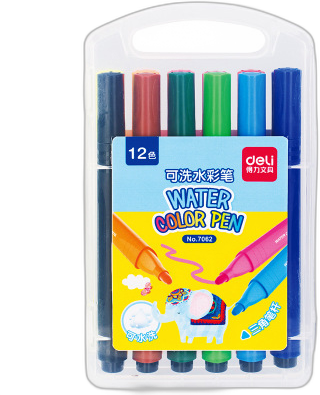 12色
deli
得力文具
可洗水彩笔
WATER
COLOR PEN
No.7062
可水洗
三角笔杆